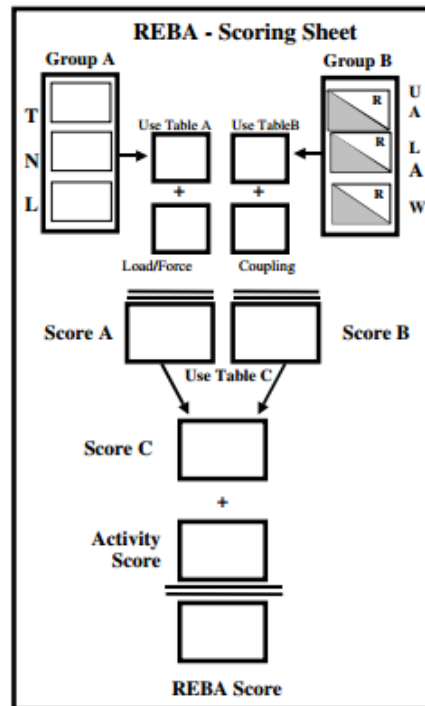 REBA - Scoring Sheet
Group A
Group B
T
N
L
Use Table A
Use TableB
R
R
R
U
A
L
A
W
+
+
Load/Force
Coupling
Score A
Score B
Use Table C
Score C
+
Activity
Score
REBA Score